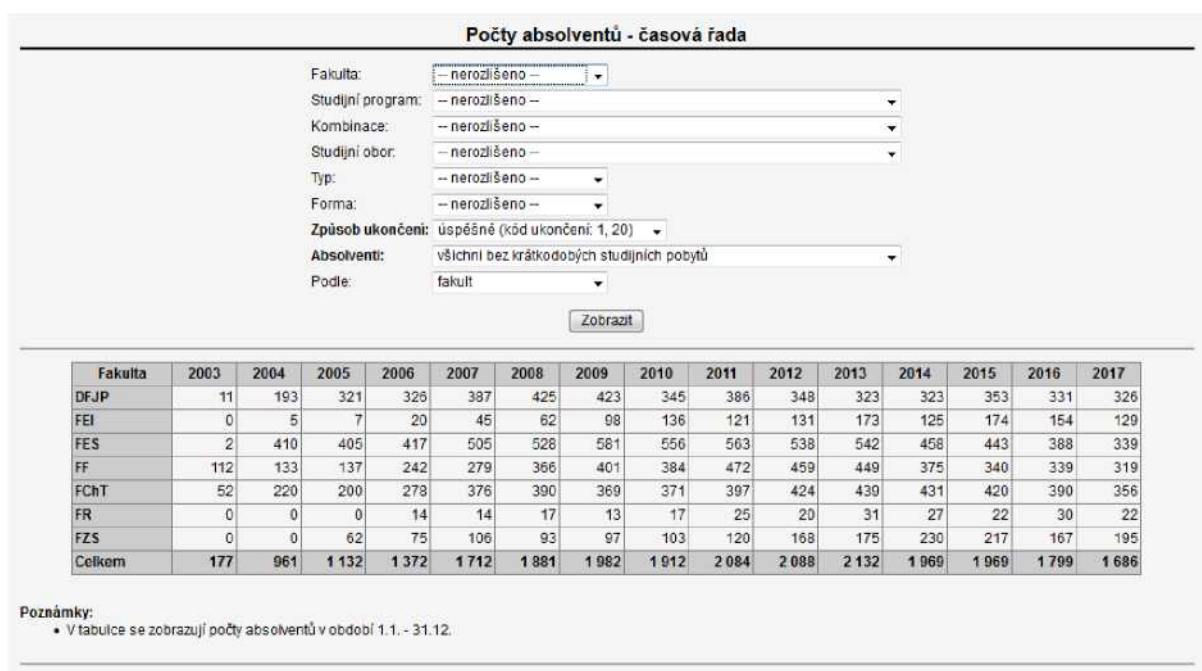 Počty absolventů - časová řada
Fakulta: -- nerozlišeno --
Studijní program: -- nerozlišeno --
Kombinace: -- nerozlišeno --
Studijní obor: -- nerozlišeno --
Typ: -- nerozlišeno --
Forma: -- nerozlišeno --
Způsob ukončení: úspěšné (kód ukončení: 1, 20)
Absolventi: všichni bez krátkodobých studijních pobytů
Podle: fakult
Zobrazit
Fakulta 2003 2004 2005 2006 2007 2008 2009 2010 2011 2012 2013 2014 2015 2016 2017
DFJP 11 193 321 326 387 425 423 345 386 348 323 323 353 331 326
FEI 0 5 7 20 45 62 98 136 121 131 173 125 174 154 129
FES 2 410 405 417 505 528 581 556 563 538 542 458 443 388 339
FF 112 133 137 242 279 366 401 384 472 459 449 375 340 339 319
FChT 52 220 200 278 376 390 369 371 397 424 439 431 420 390 356
FR 0 0 0 14 14 17 13 17 25 20 31 27 22 30 22
FZS 0 0 62 75 106 93 97 103 120 168 175 230 217 167 195
Celkem 177 961 1 132 1 372 1 712 1 881 1 982 1 912 2 084 2 088 2 132 1 969 1 969 1 799 1 686
Poznámky:
• V tabulce se zobrazují počty absolventů v období 1.1. - 31.12.